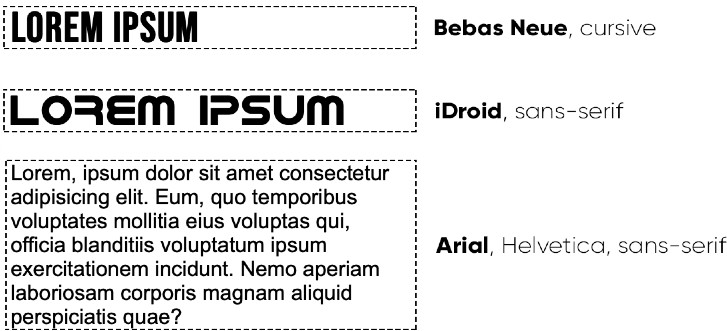 LOREM IPSUM
Bebas Neue, cursive
LOREM IPSUM
iDroid, sans-serif
Lorem, ipsum dolor sit amet consectetur
adipisicing elit. Eum, quo temporibus
voluptates mollitia eius voluptas qui,
officia blanditiis voluptatum ipsum
exercitationem incidunt. Nemo aperiam
laboriosam corporis magnam aliquid
perspiciatis quae?
Arial, Helvetica, sans-serif